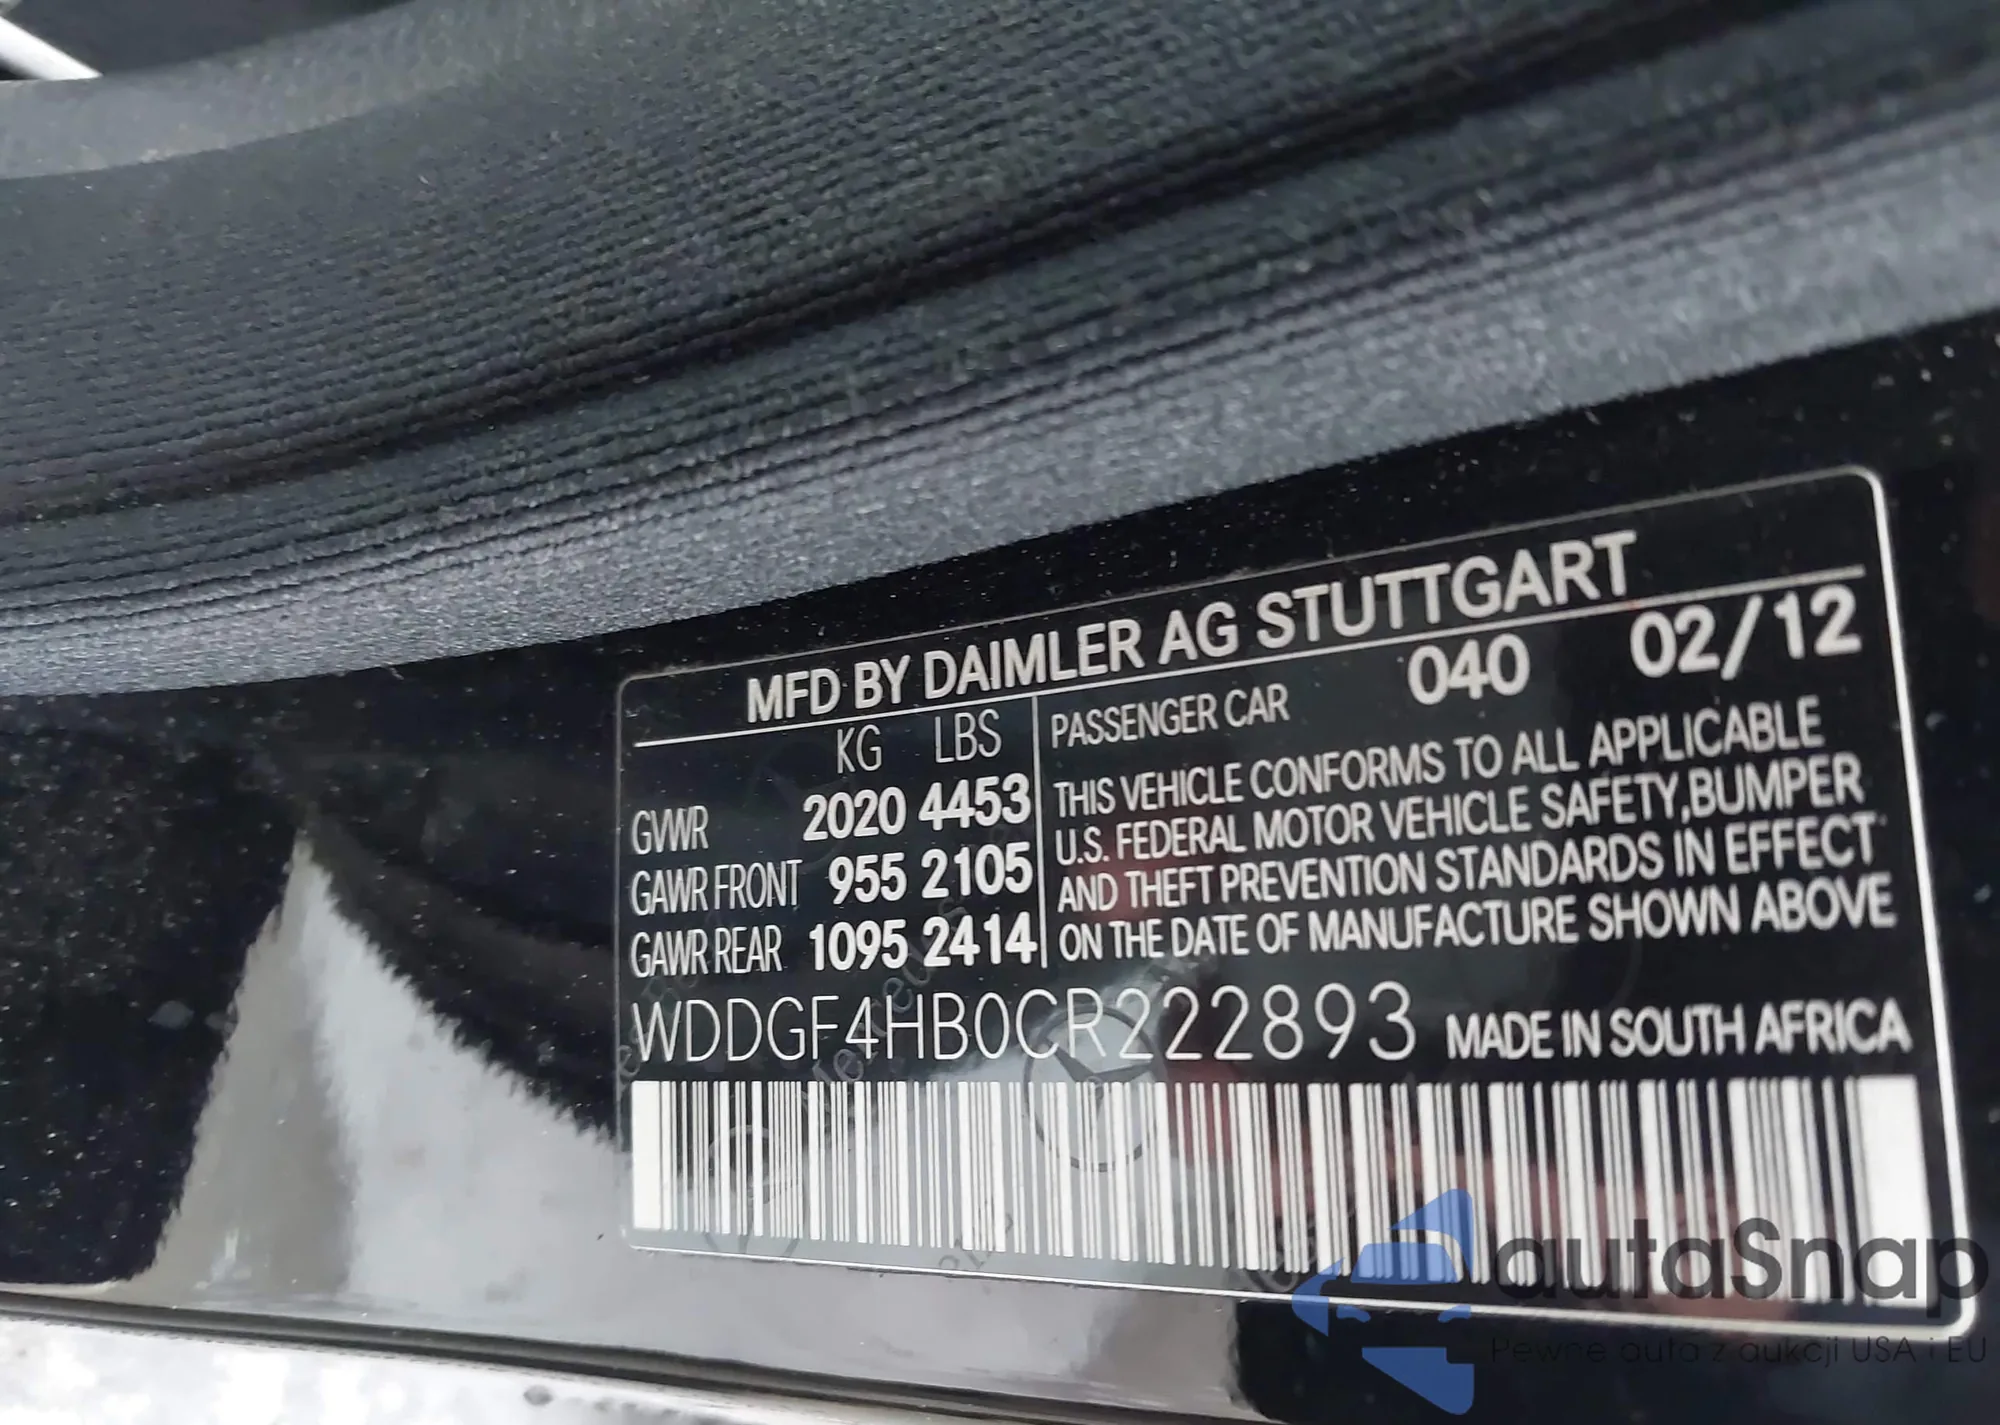 MFD BY DAIMLER AG STUTTGART
KG LBS
GVWR 2020 4453
GAWR FRONT 955 2105
GAWR REAR 1095 2414
PASSENGER CAR 040 02/12
THIS VEHICLE CONFORMS TO ALL APPLICABLE
U.S. FEDERAL MOTOR VEHICLE SAFETY,BUMPER
AND THEFT PREVENTION STANDARDS IN EFFECT
ON THE DATE OF MANUFACTURE SHOWN ABOVE
WDDGF4HB0CR222893 MADE IN SOUTH AFRICA
autaSnap
Pewne auta z aukcji USA i EU